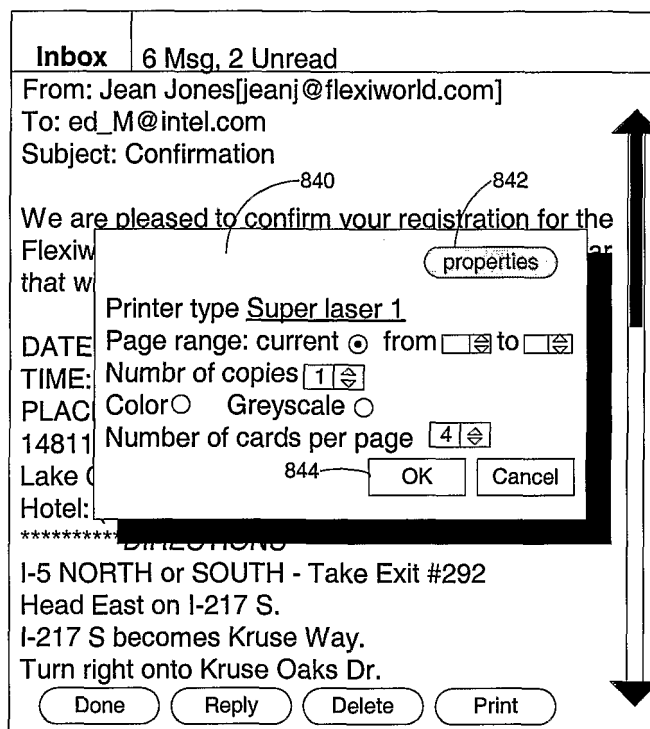 Inbox 6 Msg, 2 Unread
From: Jean Jones[jeanj@flexiworld.com]
To: ed_M@intel.com
Subject: Confirmation
840 842
We are pleased to confirm your registration for the
Flexiw ar
properties
that w
Printer type Super laser 1
Page range: current from to
DATE
TIME: Numbr of copies 1
PLAC Color Greyscale
14811 Number of cards per page 4
Lake 844 OK Cancel
Hotel:
********** DIRECTIONS
I-5 NORTH or SOUTH - Take Exit #292
Head East on I-217 S.
I-217 S becomes Kruse Way.
Turn right onto Kruse Oaks Dr.
Done Reply Delete Print